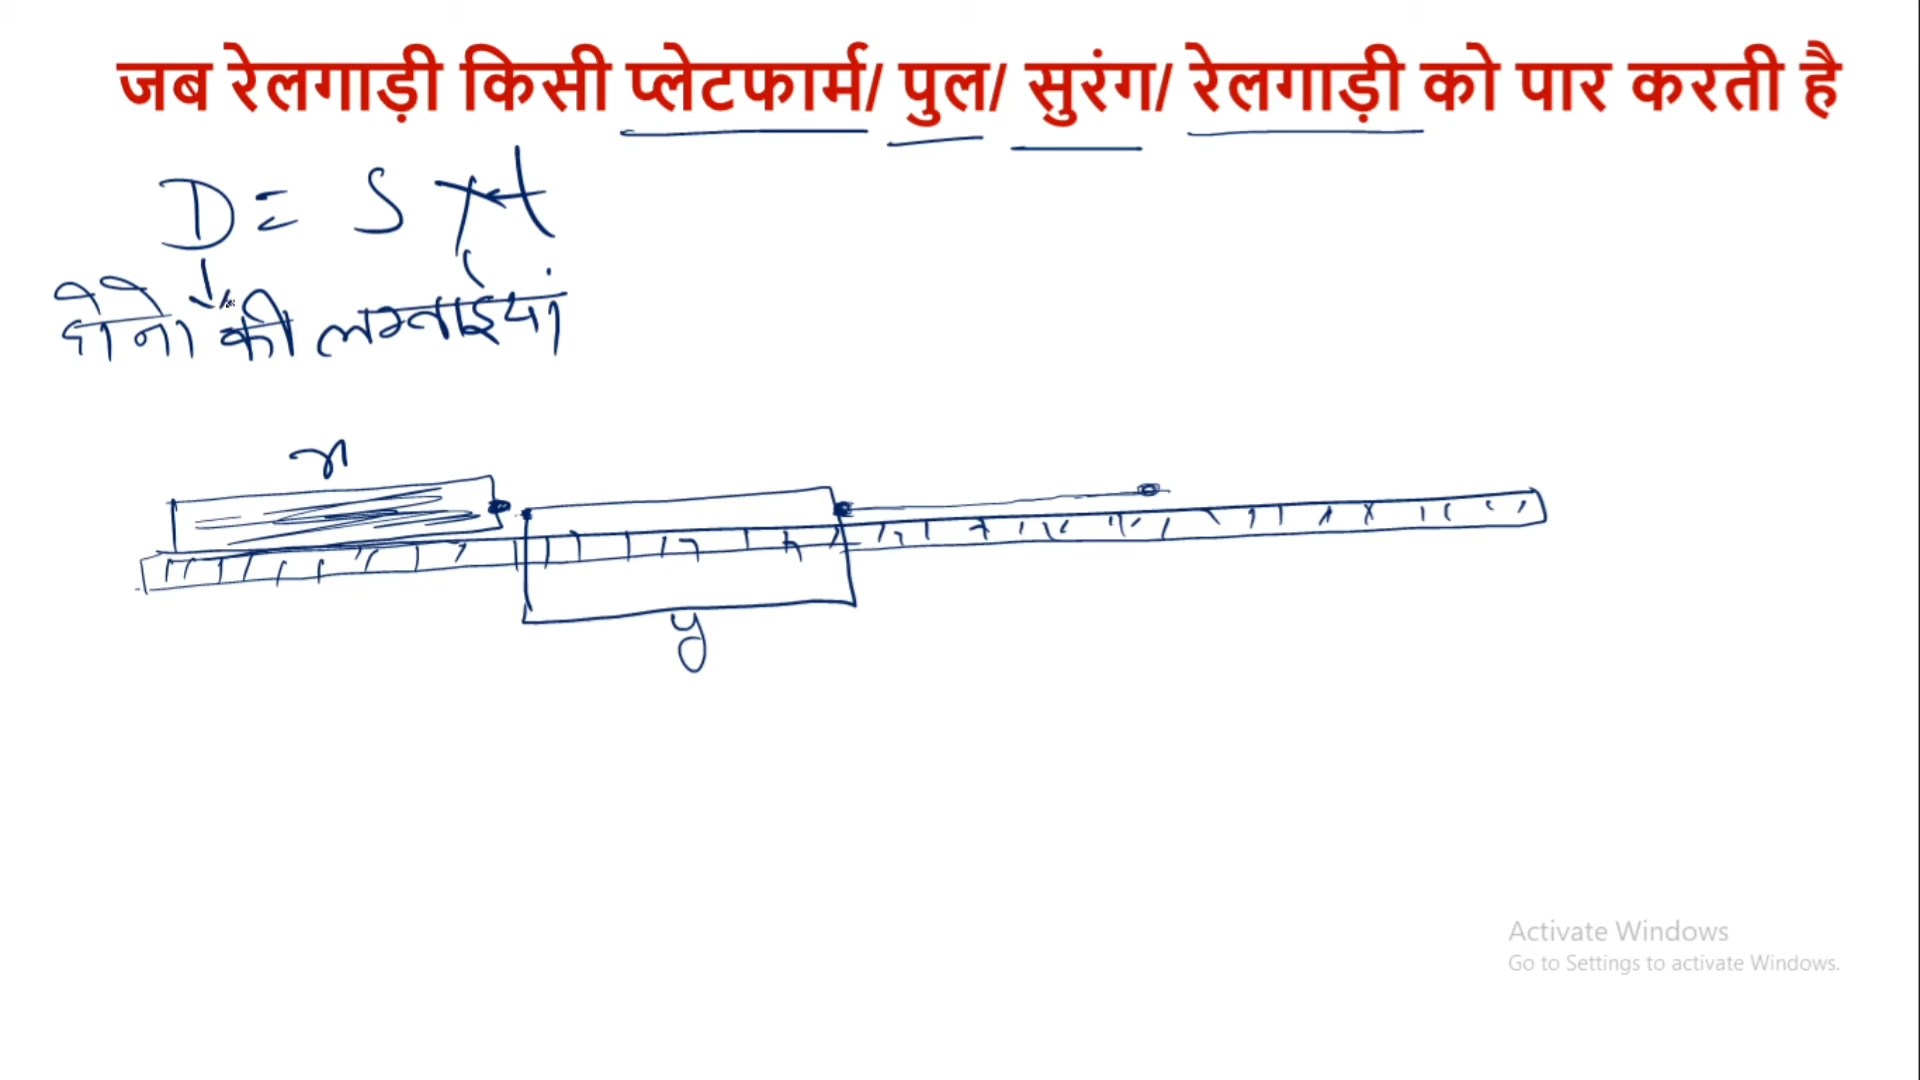 जब रेलगाड़ी किसी प्लेटफार्म/ पुल/ सुरंग/ रेलगाड़ी को पार करती है
D = S × t
दोनो की लम्बाईयां
x
y
Activate Windows
Go to Settings to activate Windows.